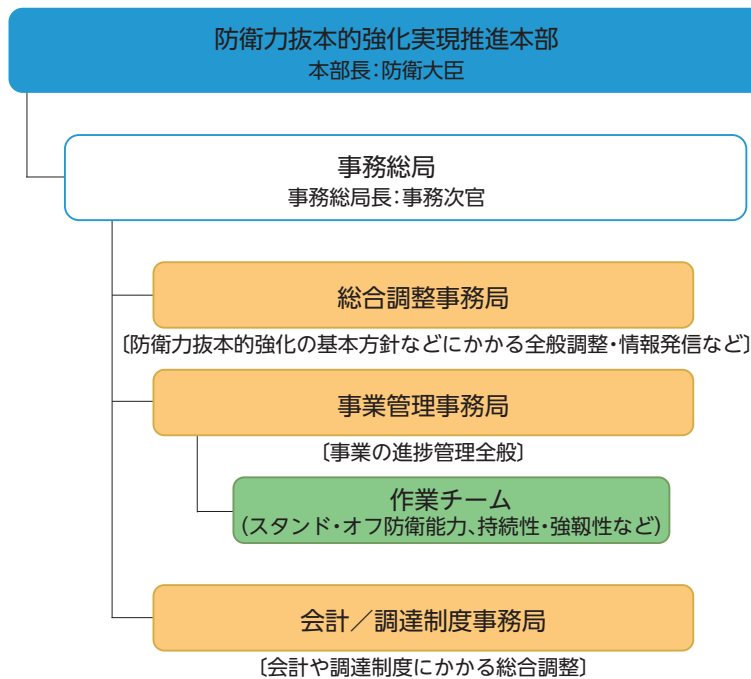 防衛力抜本的強化実現推進本部
本部長:防衛大臣
事務総局
事務総局長:事務次官
総合調整事務局
〔防衛力抜本的強化の基本方針などにかかる全般調整・情報発信など〕
事業管理事務局
〔事業の進捗管理全般〕
作業チーム
(スタンド・オフ防衛能力、持続性・強靱性など)
会計／調達制度事務局
〔会計や調達制度にかかる総合調整〕